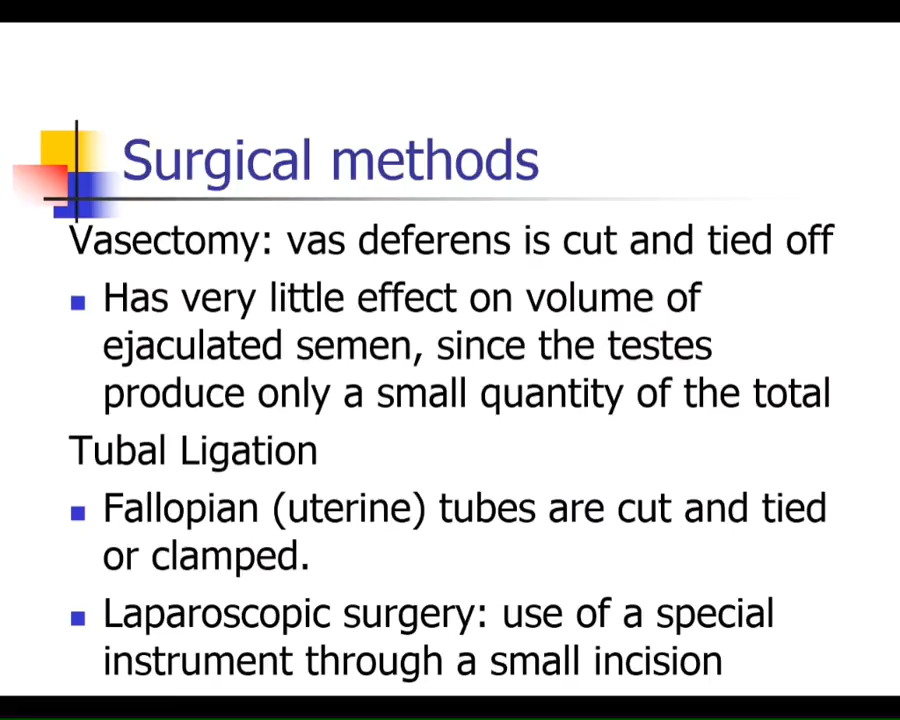 Surgical methods
Vasectomy: vas deferens is cut and tied off
Has very little effect on volume of
ejaculated semen, since the testes
produce only a small quantity of the total
Tubal Ligation
Fallopian (uterine) tubes are cut and tied
or clamped.
Laparoscopic surgery: use of a special
instrument through a small incision